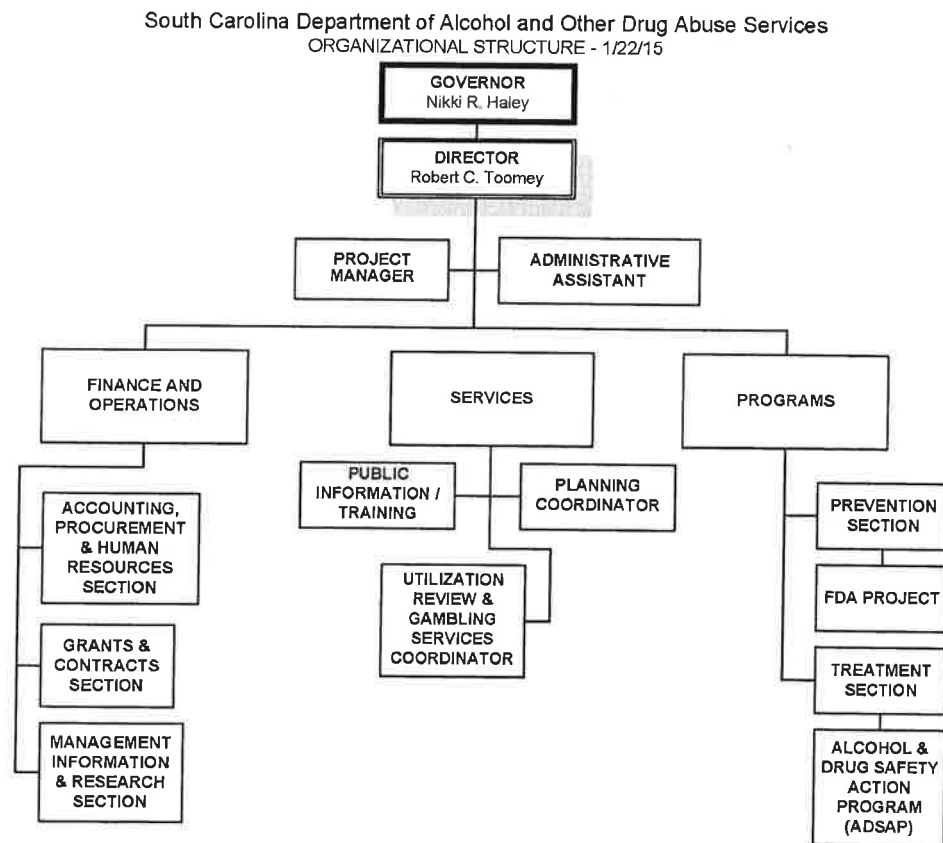 South Carolina Department of Alcohol and Other Drug Abuse Services
ORGANIZATIONAL STRUCTURE - 1/22/15
GOVERNOR
Nikki R. Haley
DIRECTOR
Robert C. Toomey
PROJECT
MANAGER
ADMINISTRATIVE
ASSISTANT
FINANCE AND
OPERATIONS
SERVICES
PROGRAMS
PUBLIC
INFORMATION /
TRAINING
PLANNING
COORDINATOR
UTILIZATION
REVIEW &
GAMBLING
SERVICES
COORDINATOR
ACCOUNTING,
PROCUREMENT
& HUMAN
RESOURCES
SECTION
GRANTS &
CONTRACTS
SECTION
MANAGEMENT
INFORMATION
& RESEARCH
SECTION
PREVENTION
SECTION
FDA PROJECT
TREATMENT
SECTION
ALCOHOL &
DRUG SAFETY
ACTION
PROGRAM
(ADSAP)